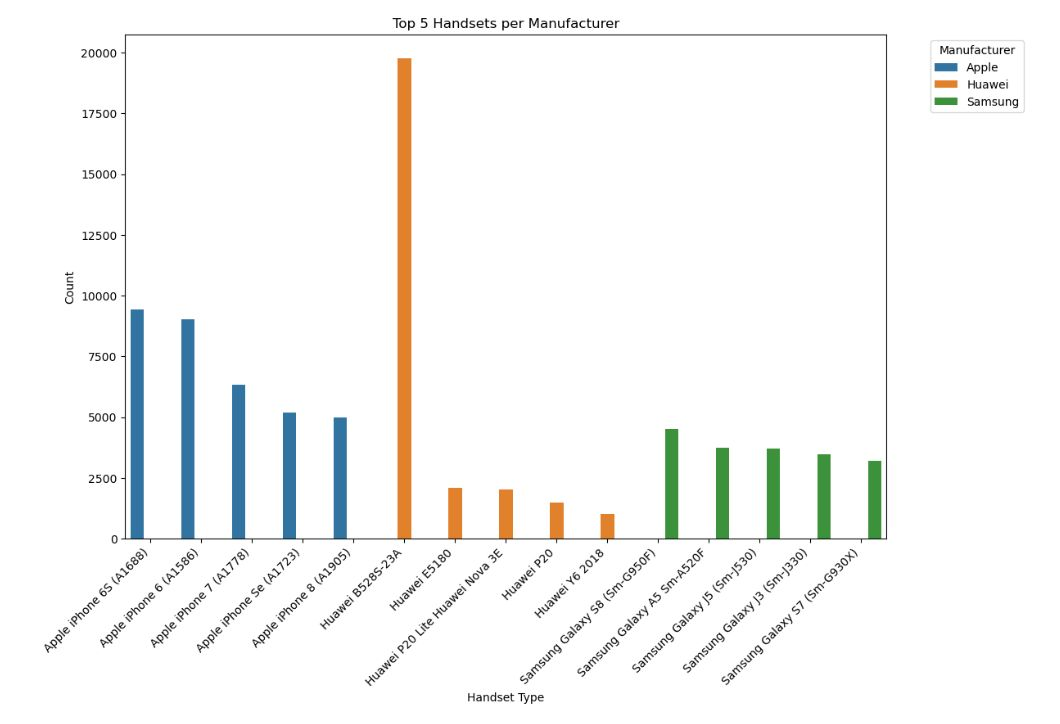 Top 5 Handsets per Manufacturer
Manufacturer
Apple
Huawei
Samsung
Count
20000
17500
15000
12500
10000
7500
5000
2500
0
Apple iPhone 6S (A1688)
Apple iPhone 6 (A1586)
Apple iPhone 7 (A1778)
Apple iPhone Se (A1723)
Apple iPhone 8 (A1905)
Huawei B528S-23A
Huawei E5180
Huawei P20 Lite Huawei Nova 3E
Huawei P20
Huawei Y6 2018
Samsung Galaxy S8 (Sm-G950F)
Samsung Galaxy A5 Sm-A520F
Samsung Galaxy J5 (Sm-J530)
Samsung Galaxy J3 (Sm-J330)
Samsung Galaxy S7 (Sm-G930X)
Handset Type